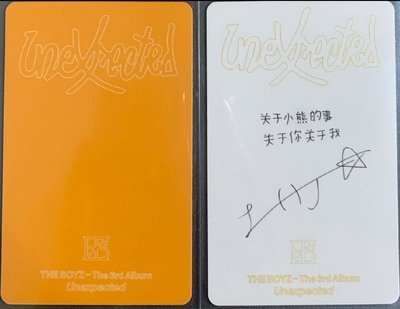 Unexpected
THE BOYZ - The 3rd Album
Unexpected
Unexpected
关于小熊的事
关于你关于我
LHJ
THE BOYZ - The 3rd Album
Unexpected